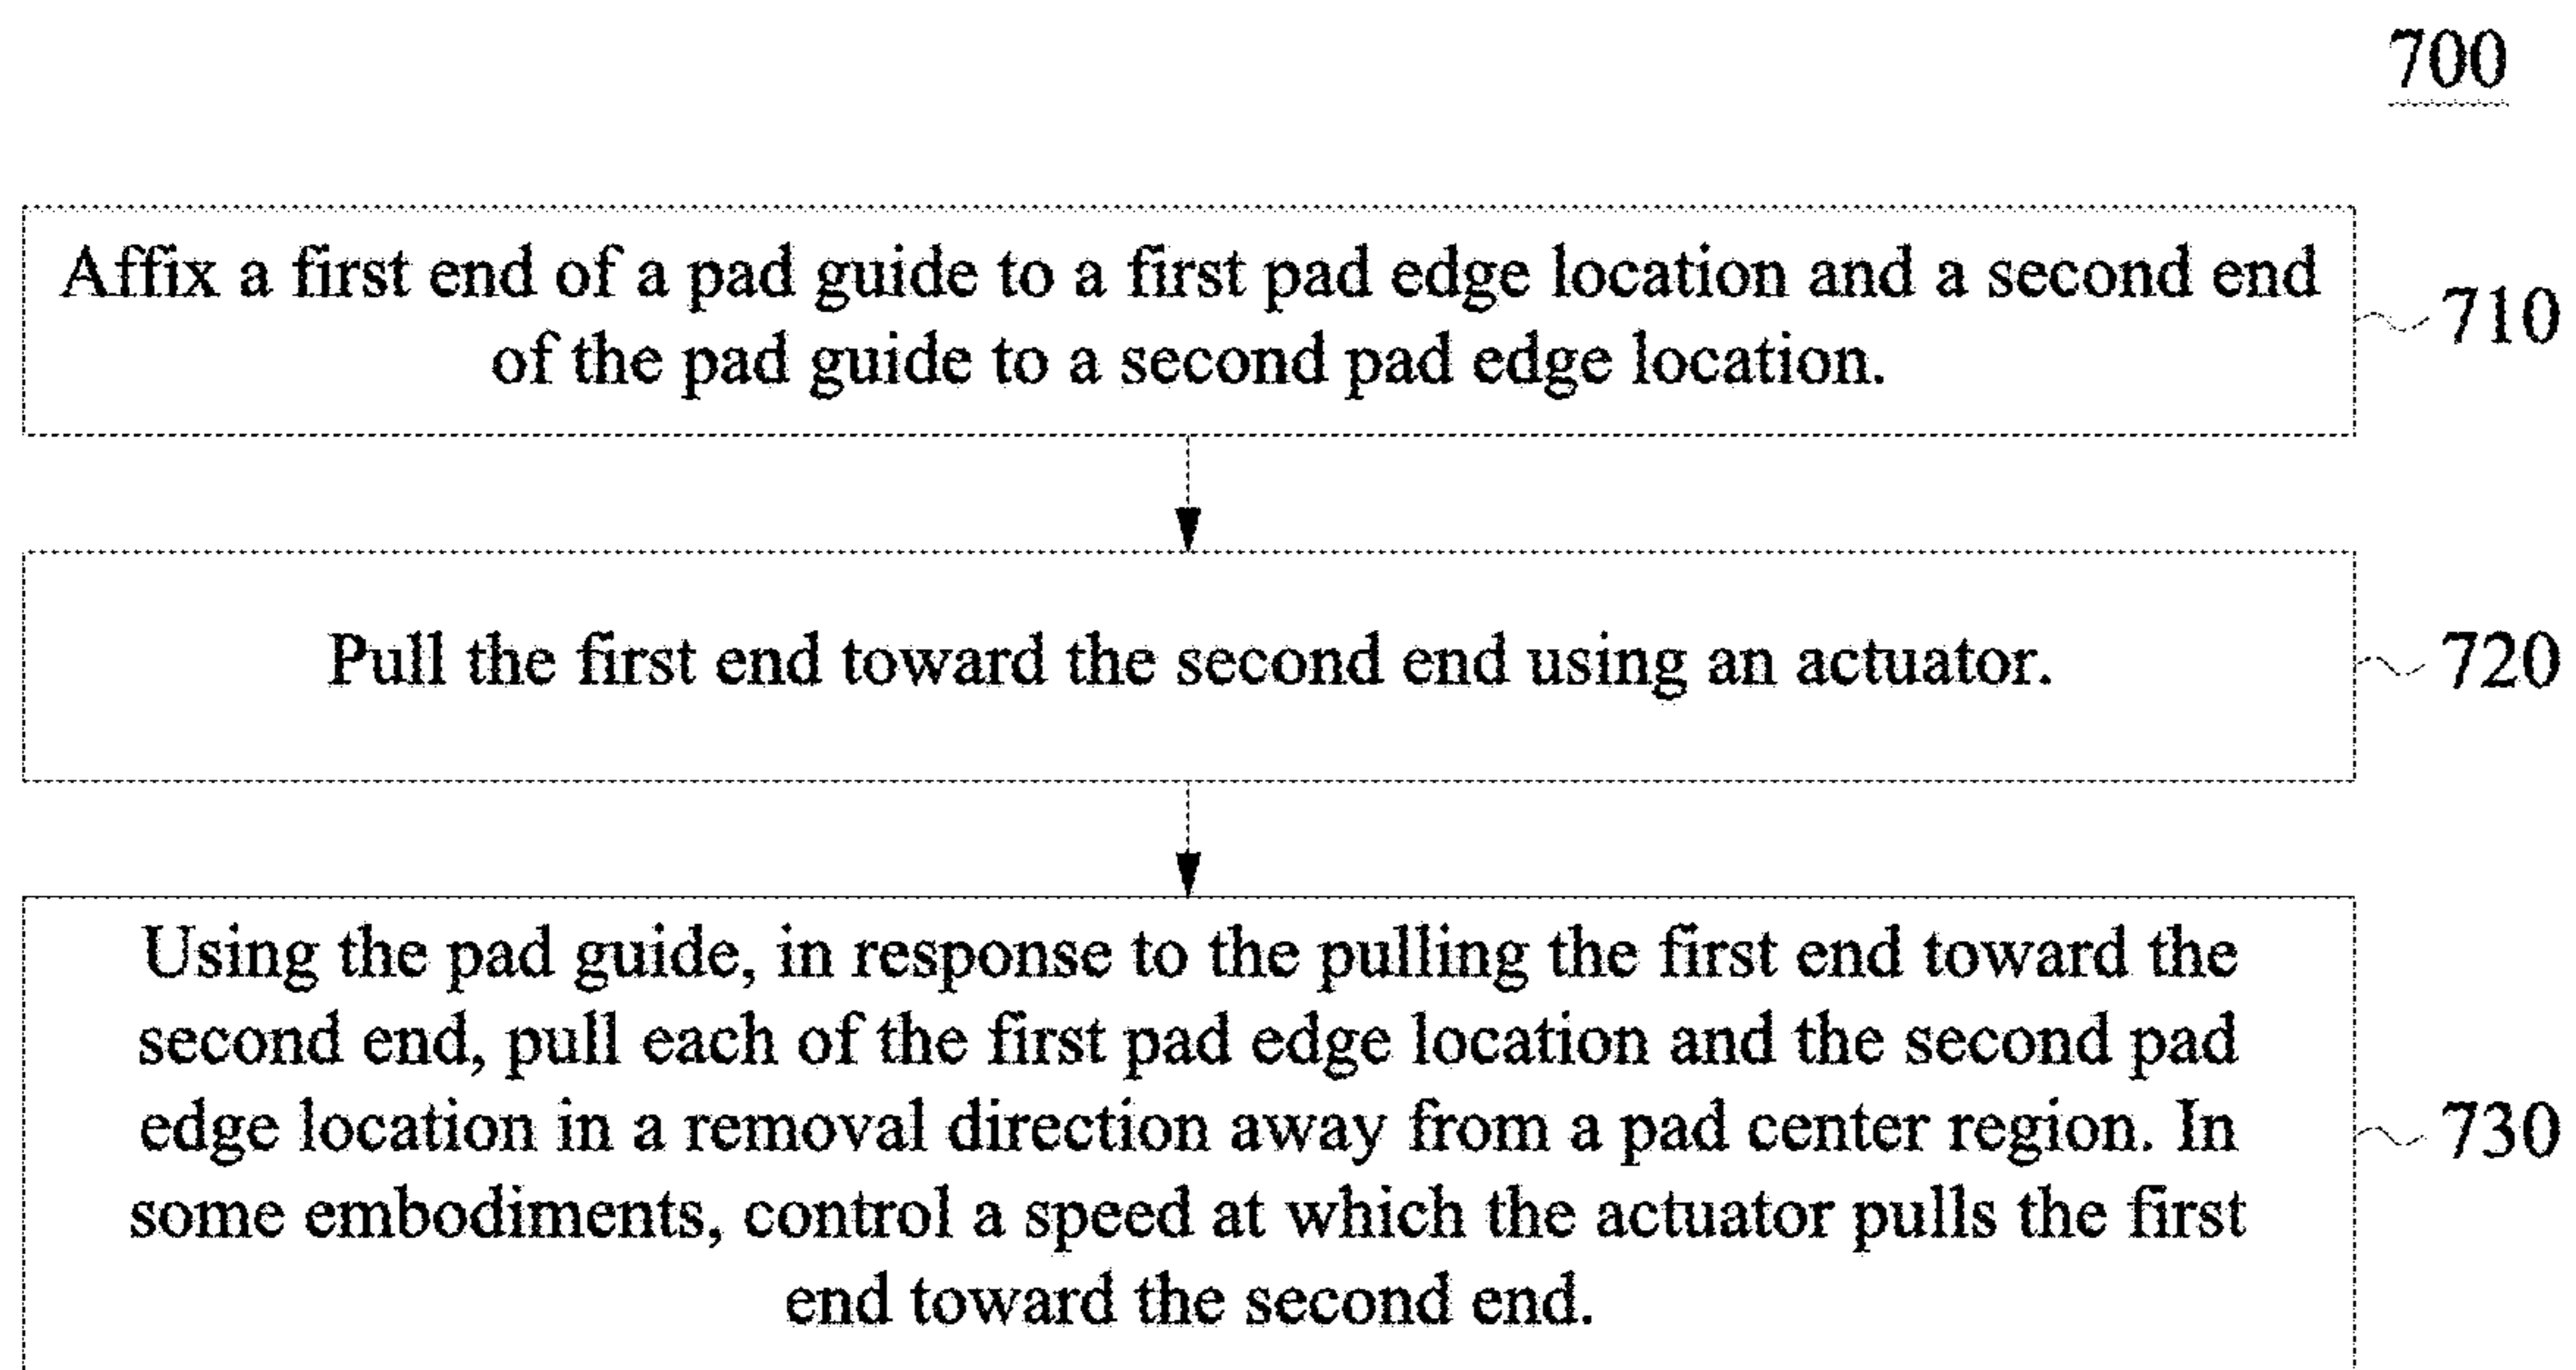 700
Affix a first end of a pad guide to a first pad edge location and a second end
of the pad guide to a second pad edge location.
710
Pull the first end toward the second end using an actuator.
720
Using the pad guide, in response to the pulling the first end toward the
second end, pull each of the first pad edge location and the second pad
edge location in a removal direction away from a pad center region. In
some embodiments, control a speed at which the actuator pulls the first
end toward the second end.
730